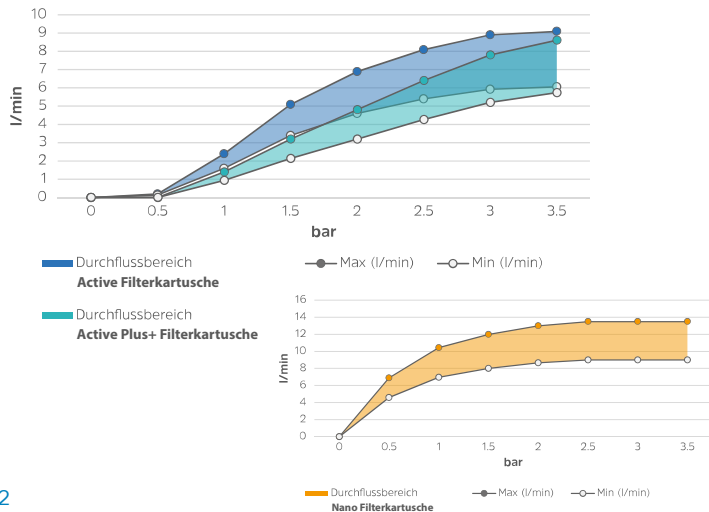 10
9
8
7
6
5
4
3
2
1
0
l/min
0 0.5 1 1.5 2 2.5 3 3.5
bar
Durchflussbereich
Active Filterkartusche
Max (l/min) Min (l/min)
Durchflussbereich
Active Plus+ Filterkartusche
16
14
12
10
8
6
4
2
0
l/min
0 0.5 1 1.5 2 2.5 3 3.5
bar
Durchflussbereich
Nano Filterkartusche
Max (l/min) Min (l/min)
2